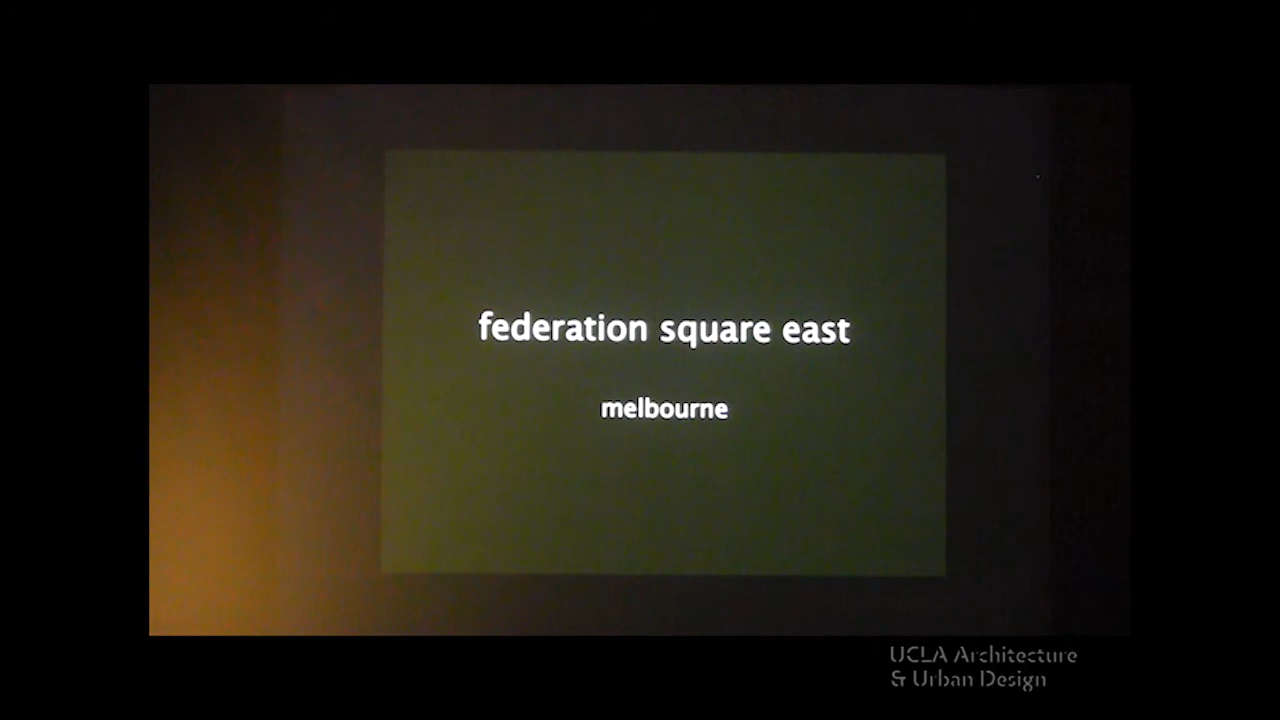 federation square east
melbourne
UCLA Architecture
& Urban Design